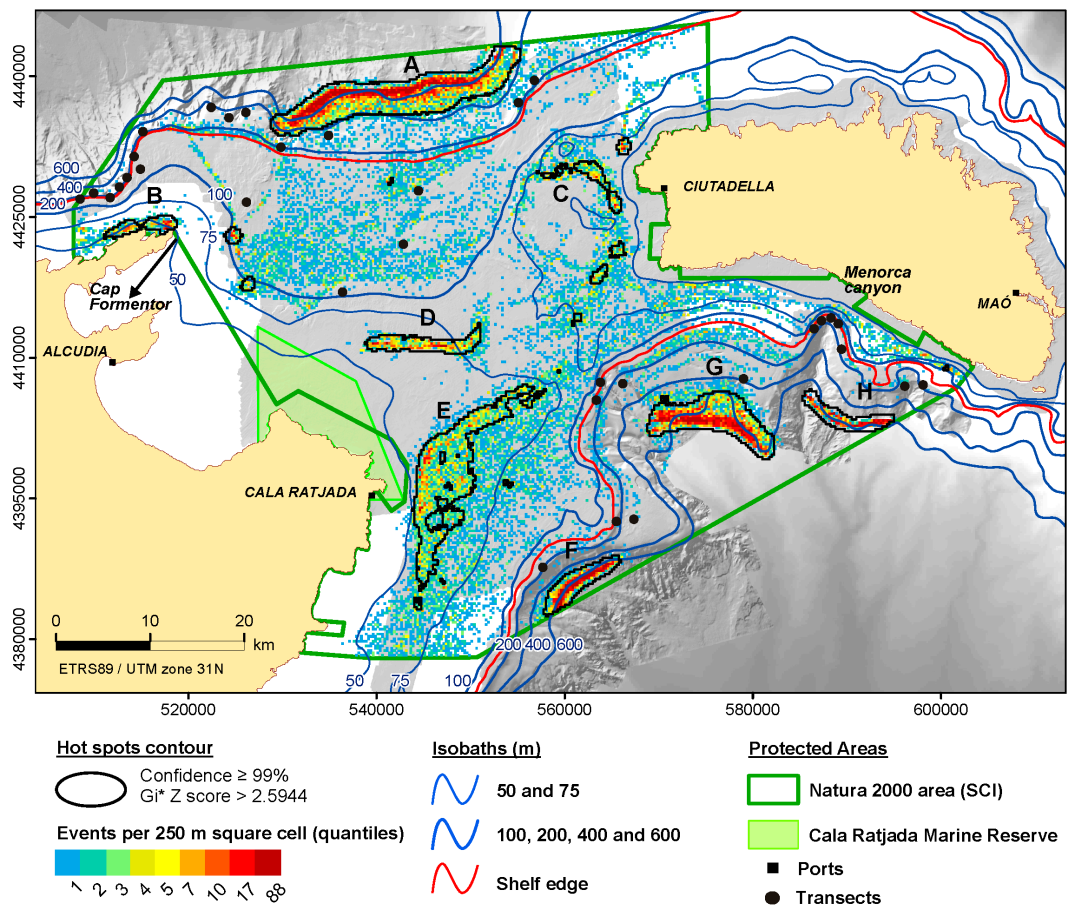 A
4440000
600
400
200
B
100
75
50
C
CIUTADELLA
4425000
Cap
Formentor
Menorca
canyon
MAÓ
D
ALCUDIA
4410000
G
H
E
CALA RATJADA
4395000
F
0 10 20
km
ETRS89 / UTM zone 31N
4380000
200 400 600
50 75 100
520000 540000 560000 580000 600000
Hot spots contour
Confidence ≥ 99%
Gi* Z score > 2.5944
Events per 250 m square cell (quantiles)
1 2 3 4 5 7 10 17 88
Isobaths (m)
50 and 75
100, 200, 400 and 600
Shelf edge
Protected Areas
Natura 2000 area (SCI)
Cala Ratjada Marine Reserve
Ports
Transects